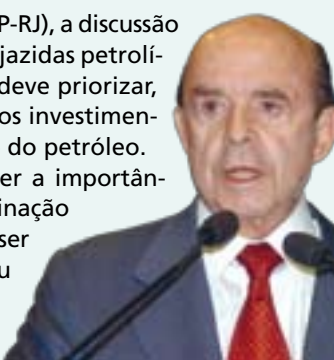 P-RJ), a discussão
jazidas petrolí-
deve priorizar,
os investimen-
do petróleo.
er a importân-
inação
ser
u